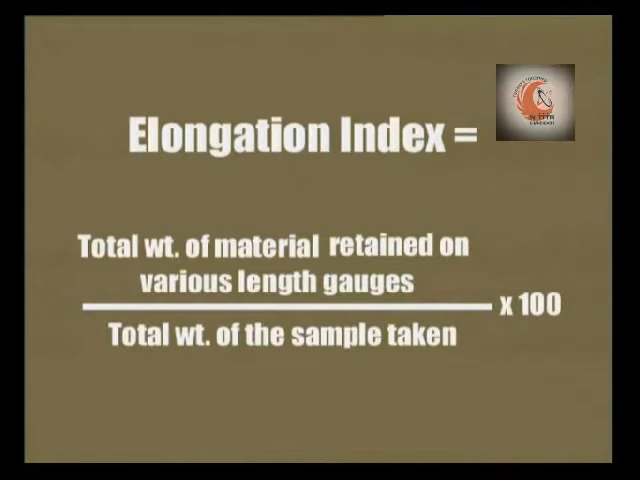 Elongation Index =
Total wt. of material retained on
various length gauges
x 100
Total wt. of the sample taken